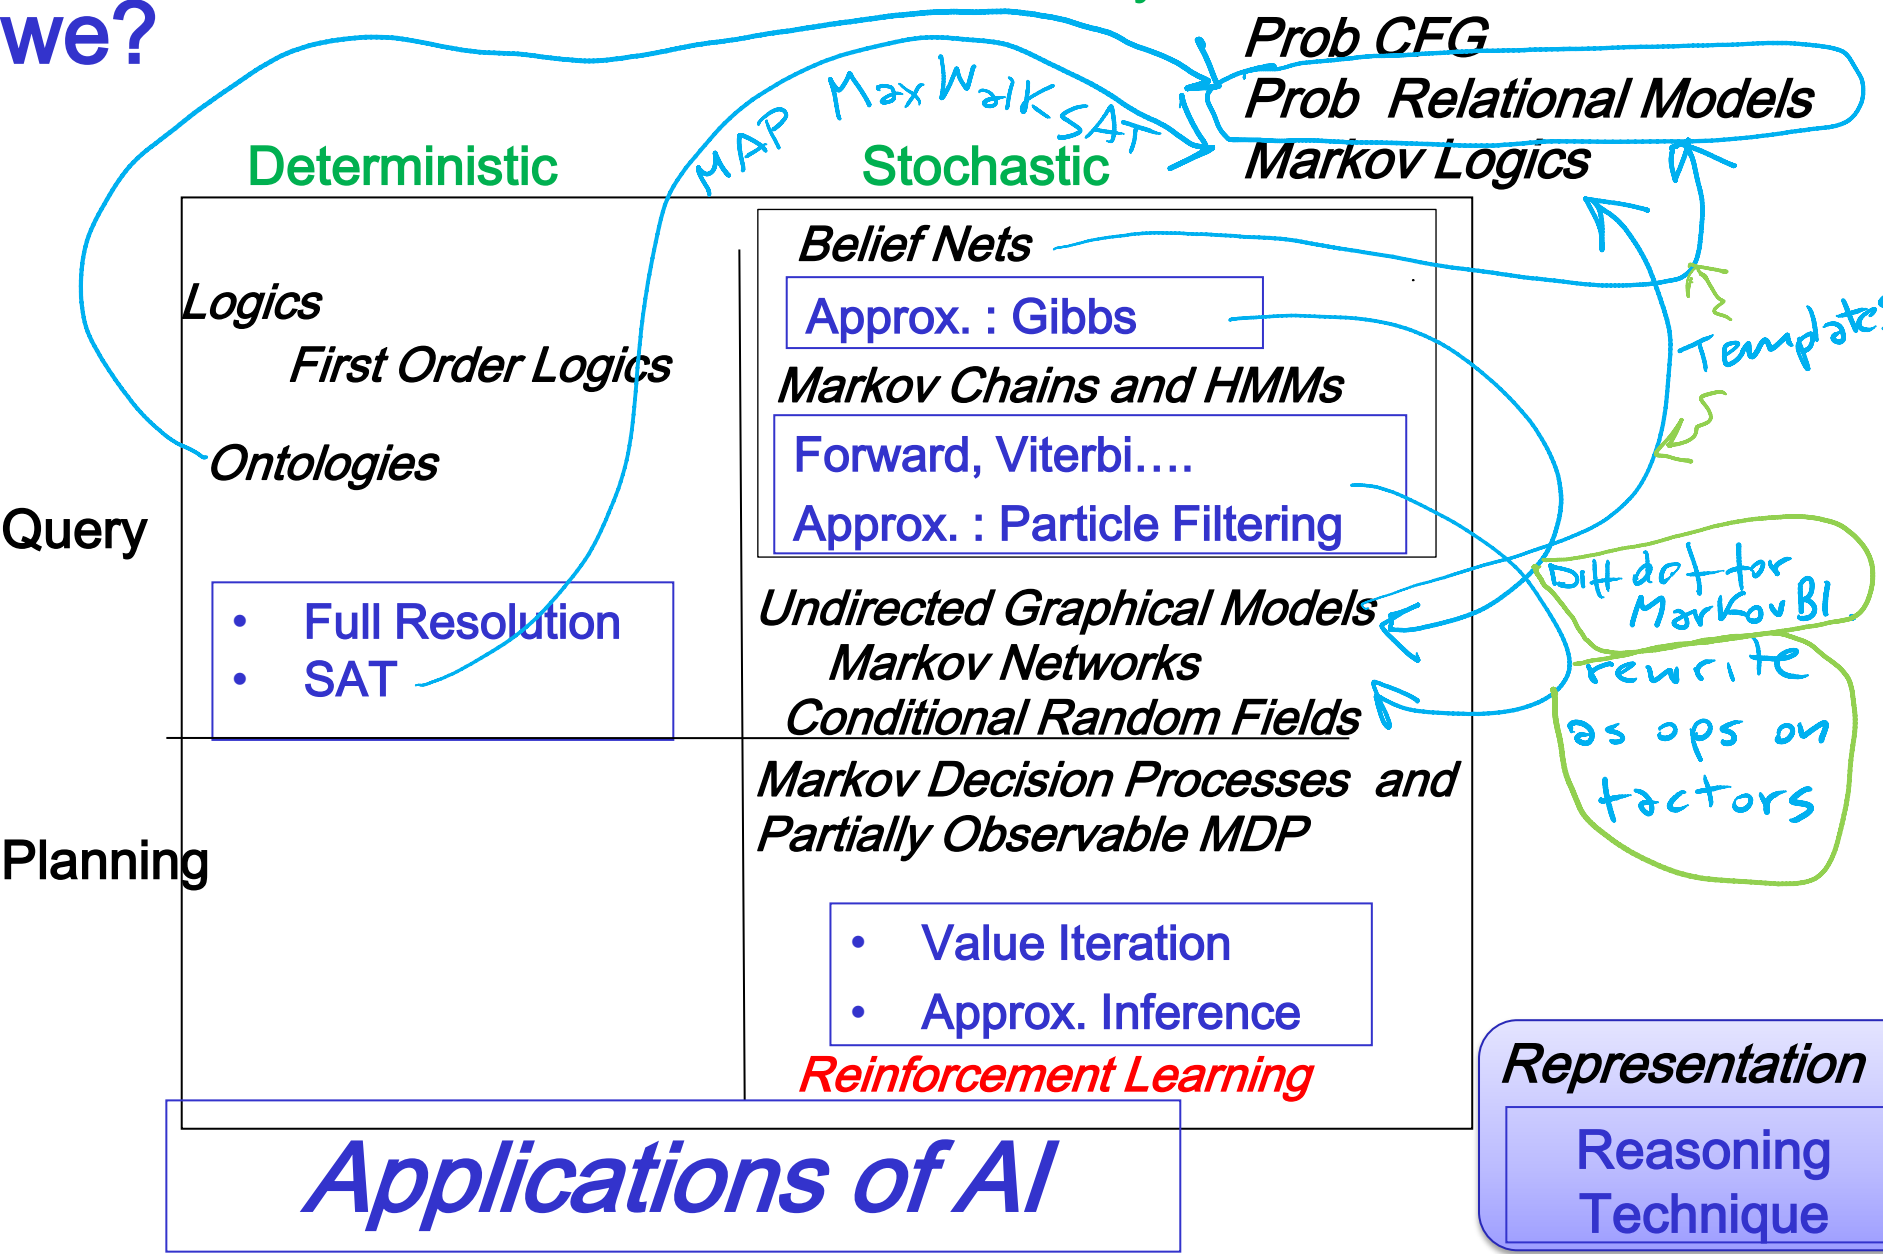 we?
Prob CFG
Prob Relational Models
Markov Logics
MAP MaxWalkSAT
Deterministic
Stochastic
Logics
First Order Logics
Ontologies
Query
• Full Resolution
• SAT
Belief Nets
Approx. : Gibbs
Markov Chains and HMMs
Forward, Viterbi….
Approx. : Particle Filtering
Undirected Graphical Models
Markov Networks
Conditional Random Fields
Templates
Diff def for
Markov Bl
rewrite
as ops on
factors
Planning
Markov Decision Processes and
Partially Observable MDP
• Value Iteration
• Approx. Inference
Reinforcement Learning
Applications of AI
Representation
Reasoning
Technique